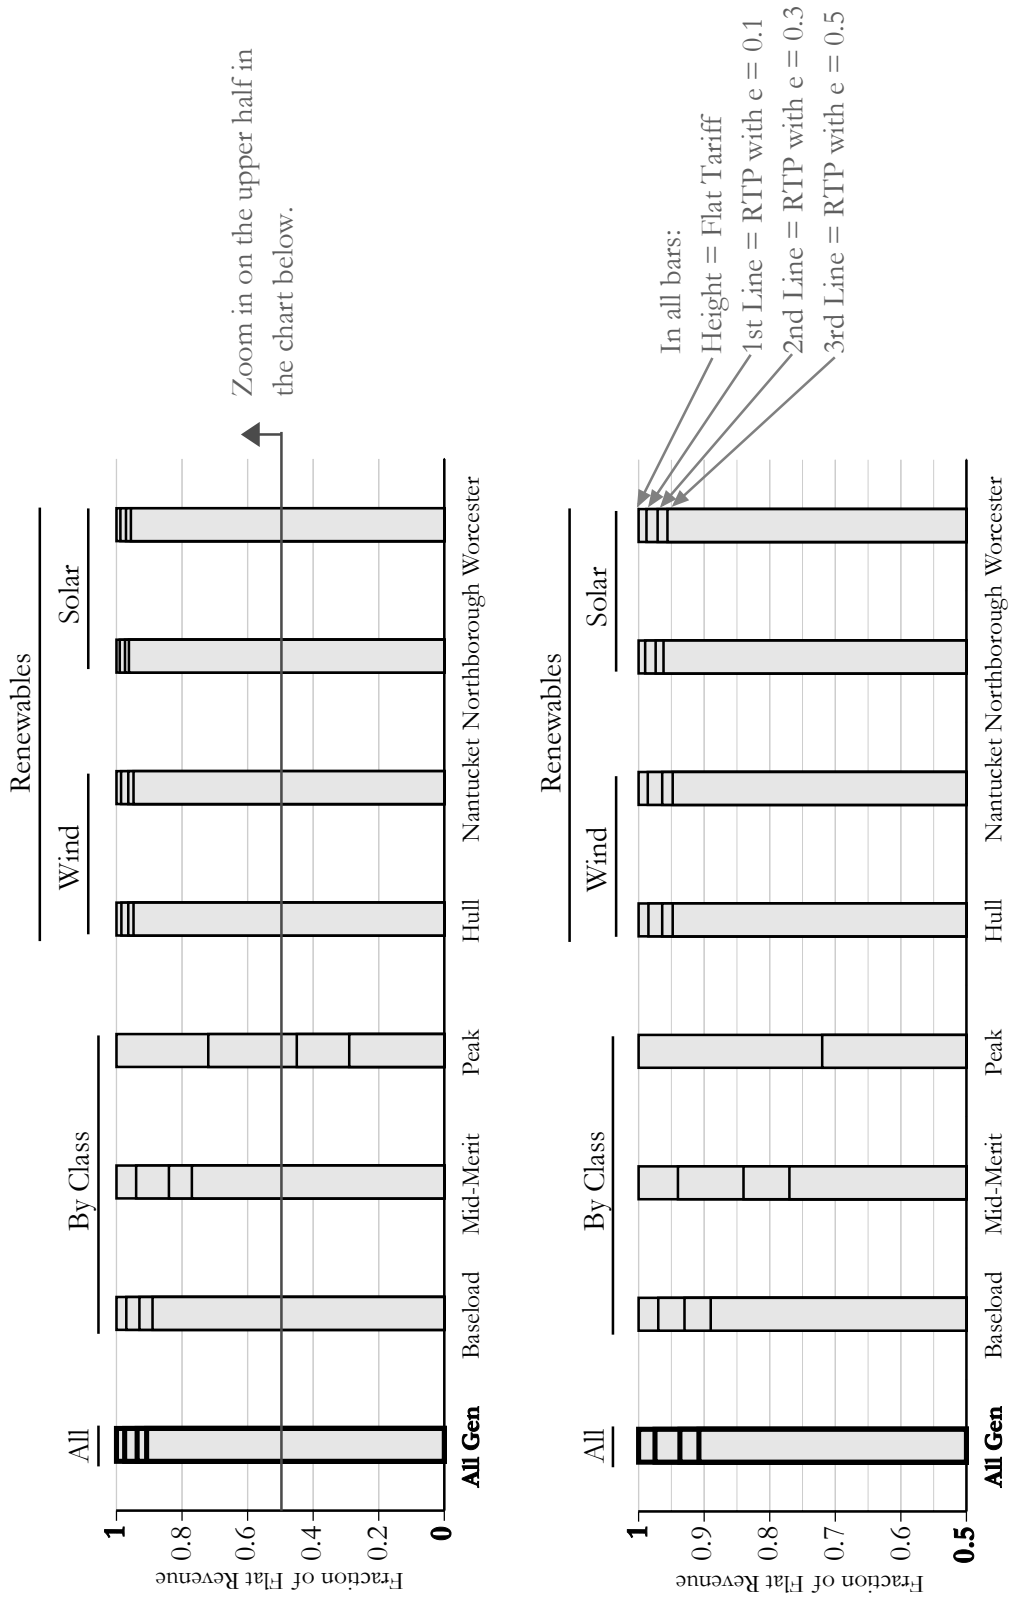 Renewables
All
By Class
Wind
Solar
Fraction of Flat Revenue
1
0.8
0.6
0.4
0.2
0
Zoom in on the upper half in
the chart below.
All Gen
Baseload
Mid-Merit
Peak
Hull
Nantucket
Northborough
Worcester
Renewables
All
By Class
Wind
Solar
Fraction of Flat Revenue
1
0.9
0.8
0.7
0.6
0.5
In all bars:
Height = Flat Tariff
1st Line = RTP with e = 0.1
2nd Line = RTP with e = 0.3
3rd Line = RTP with e = 0.5
All Gen
Baseload
Mid-Merit
Peak
Hull
Nantucket
Northborough
Worcester